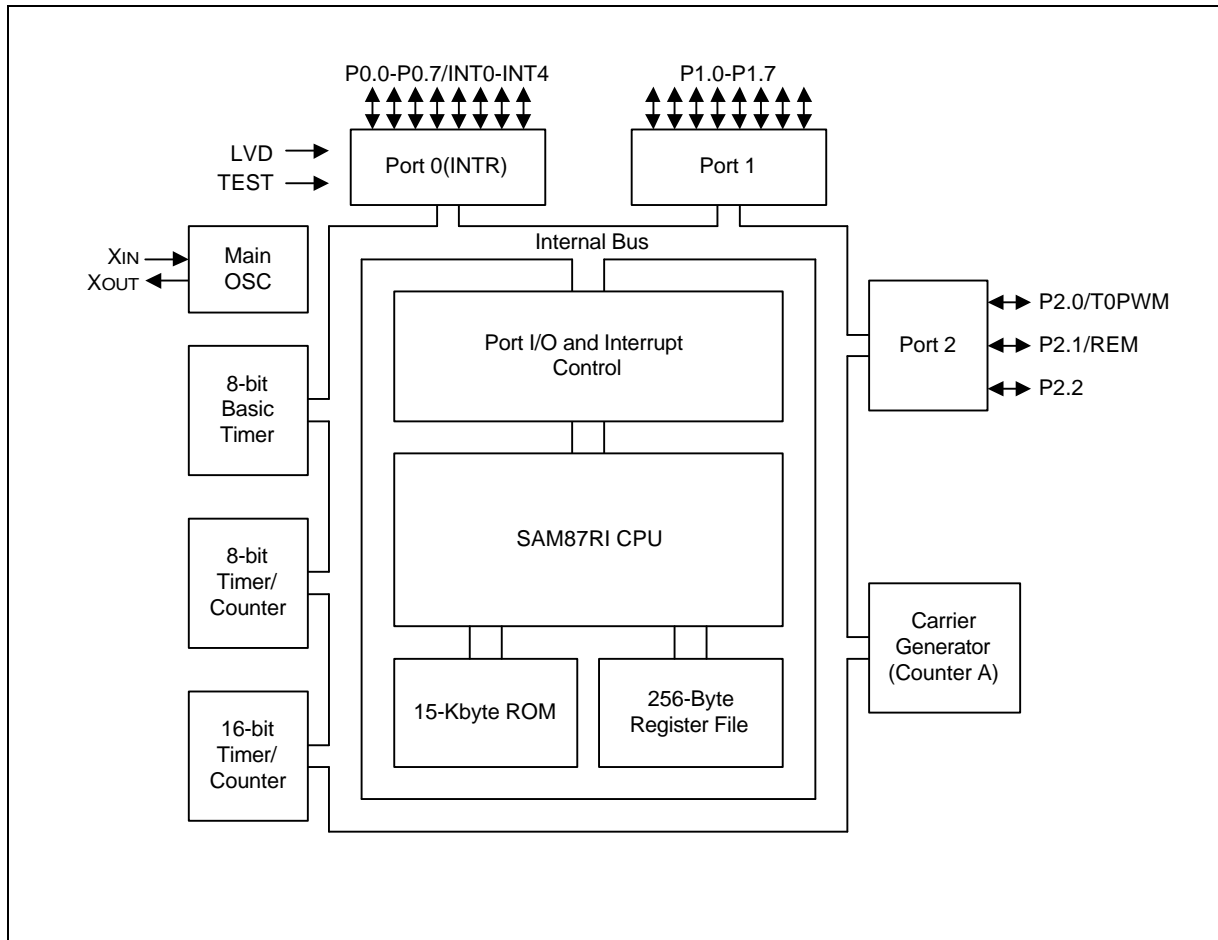 P0.0-P0.7/INT0-INT4
P1.0-P1.7
LVD
TEST
Port 0(INTR)
Port 1
Internal Bus
XIN
XOUT
Main
OSC
Port I/O and Interrupt
Control
Port 2
P2.0/T0PWM
P2.1/REM
P2.2
8-bit
Basic
Timer
SAM87RI CPU
8-bit
Timer/
Counter
Carrier
Generator
(Counter A)
15-Kbyte ROM
256-Byte
Register File
16-bit
Timer/
Counter